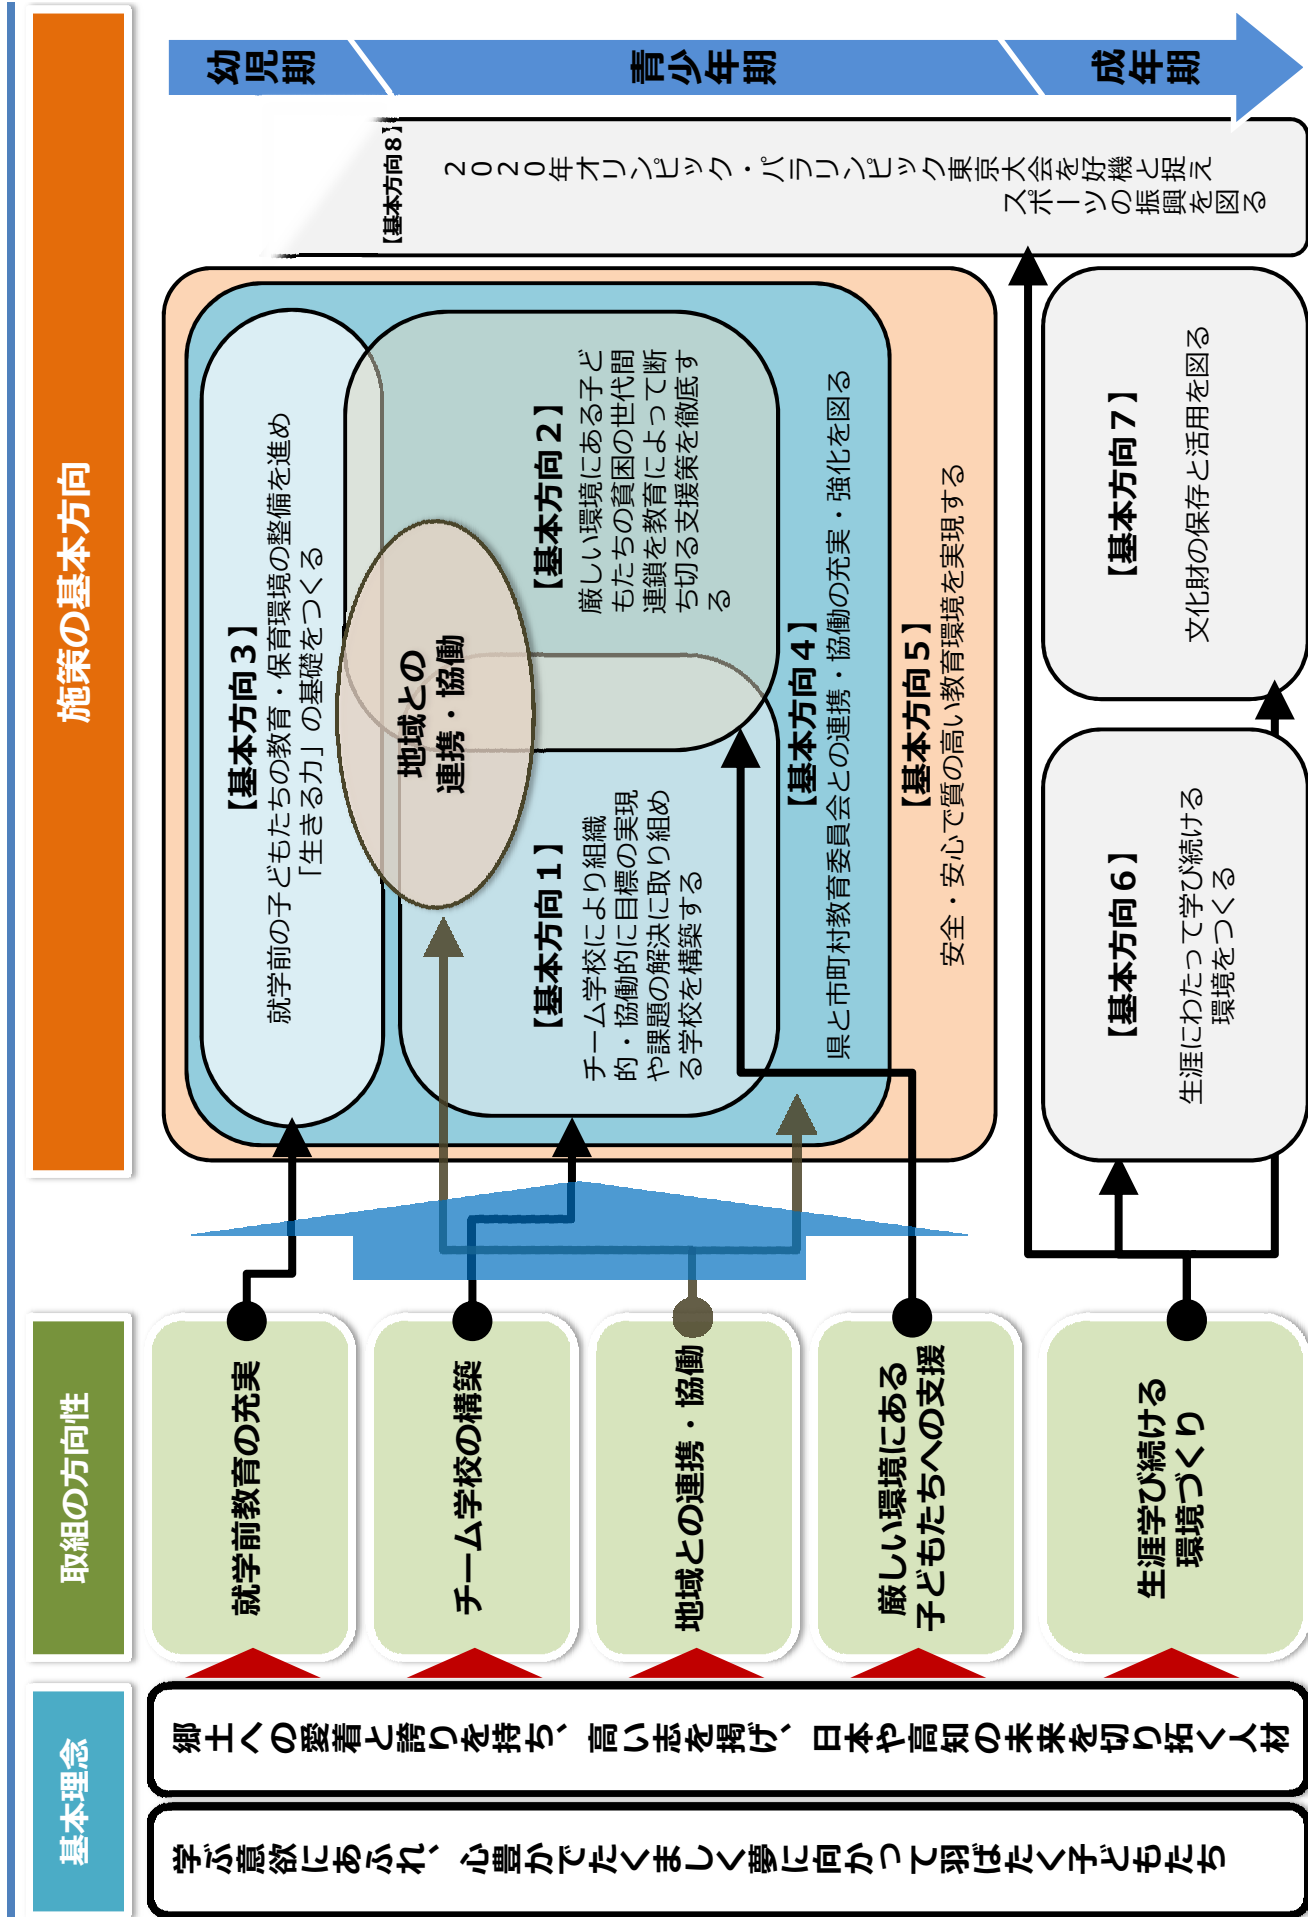 基本理念
学ぶ意欲にあふれ、心豊かでたくましく夢に向かって羽ばたく子どもたち
郷土への愛着と誇りを持ち、高い志を掲げ、日本や高知の未来を切り拓く人材
取組の方向性
就学前教育の充実
チーム学校の構築
地域との連携・協働
厳しい環境にある
子どもたちへの支援
生涯学び続ける
環境づくり
施策の基本方向
【基本方向３】
就学前の子どもたちの教育・保育環境の整備を進め
「生きる力」の基礎をつくる
地域との
連携・協働
【基本方向１】
チーム学校により組織
的・協働的に目標の実現
や課題の解決に取り組め
る学校を構築する
【基本方向２】
厳しい環境にある子ど
もたちの貧困の世代間
連鎖を教育によって断
ち切る支援策を徹底す
る
【基本方向４】
県と市町村教育委員会との連携・協働の充実・強化を図る
【基本方向５】
安全・安心で質の高い教育環境を実現する
【基本方向６】
生涯にわたって学び続ける
環境をつくる
【基本方向７】
文化財の保存と活用を図る
【基本方向８】
２０２０年オリンピック・パラリンピック東京大会を好機と捉え
スポーツの振興を図る
幼児期
青少年期
成年期